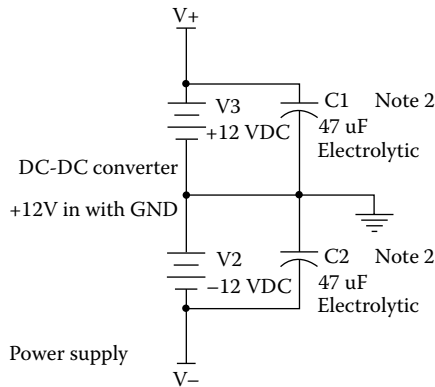 V+
V3
+12 VDC
C1 Note 2
47 uF
Electrolytic
DC-DC converter
+12V in with GND
V2
−12 VDC
C2 Note 2
47 uF
Electrolytic
Power supply
V−